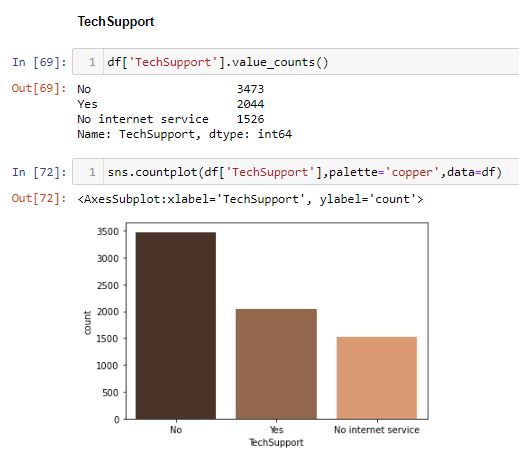 TechSupport
In [69]: 1 df['TechSupport'].value_counts()
Out[69]: No 3473
Yes 2044
No internet service 1526
Name: TechSupport, dtype: int64
In [72]: 1 sns.countplot(df['TechSupport'],palette='copper',data=df)
Out[72]: <AxesSubplot:xlabel='TechSupport', ylabel='count'>
3500
3000
2500
2000
1500
1000
500
0
count
No Yes No internet service
TechSupport